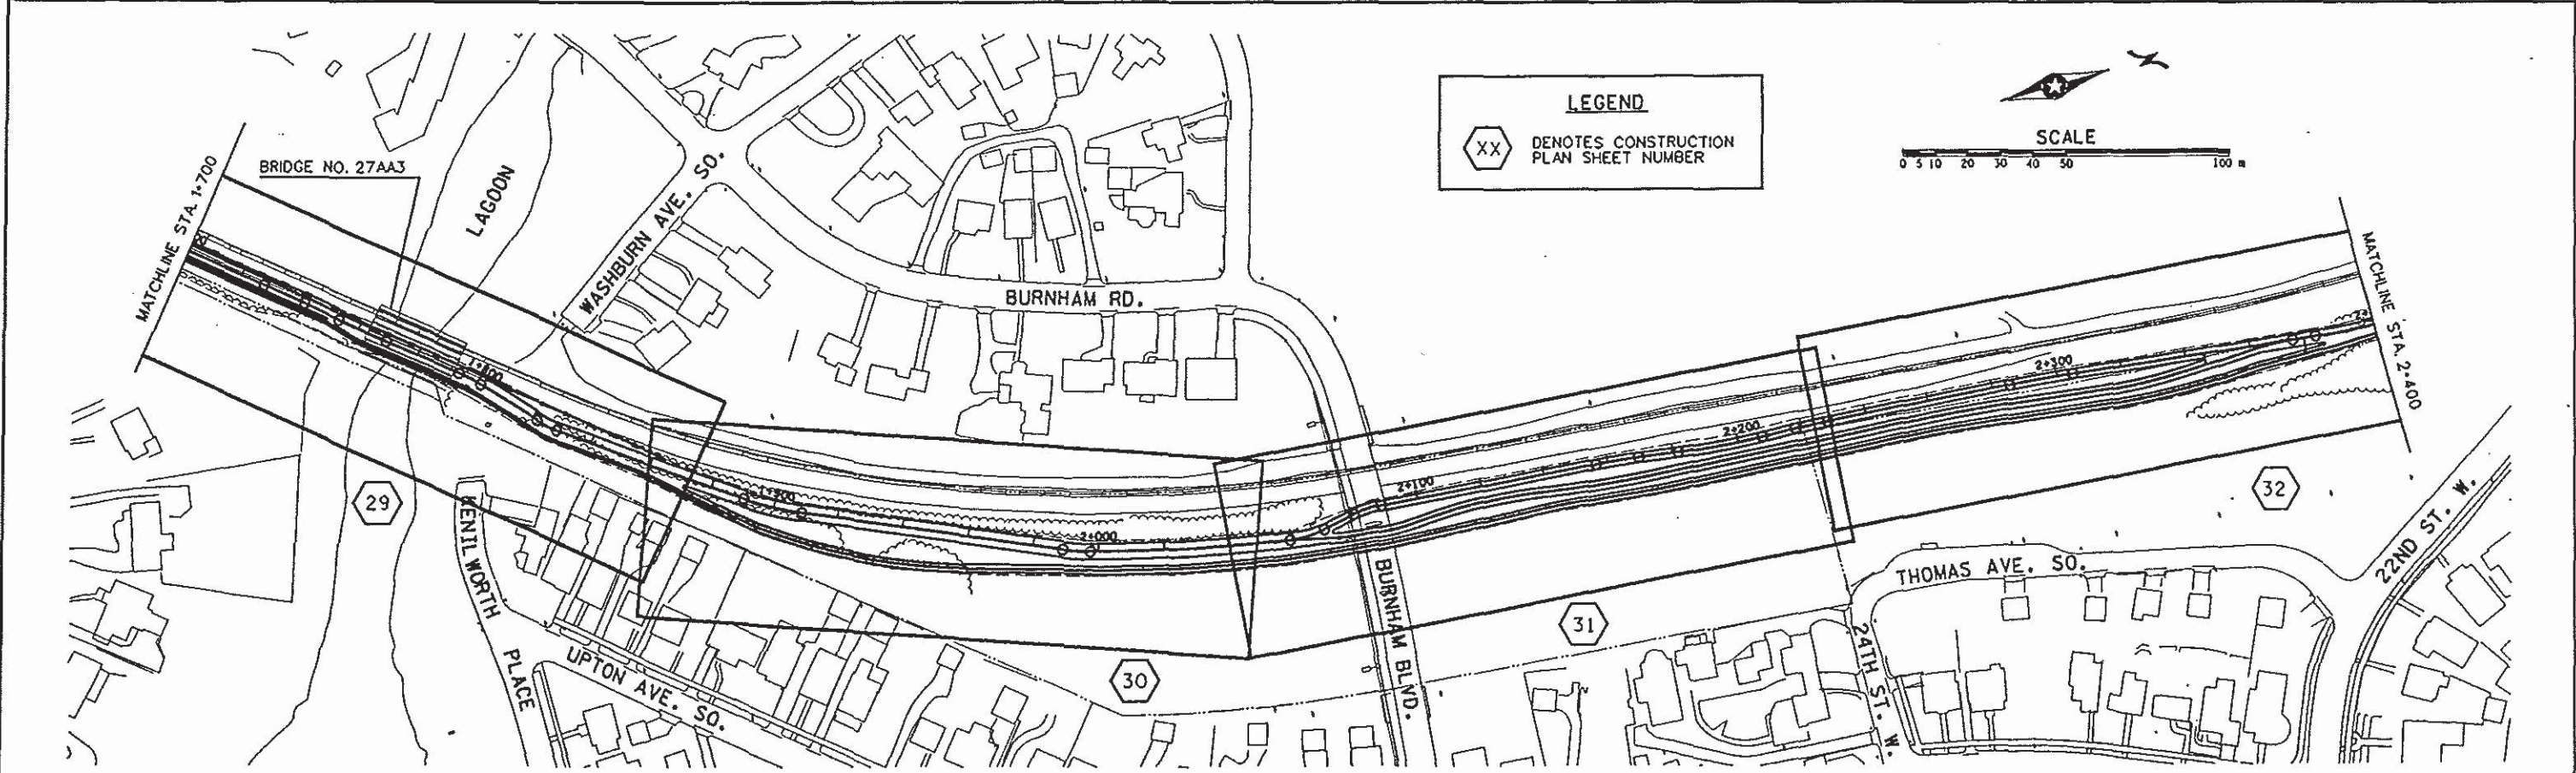 LEGEND
XX
DENOTES CONSTRUCTION
PLAN SHEET NUMBER
SCALE
0 5 10 20 30 40 50 100 m
MATCHLINE STA. 1+700
BRIDGE NO. 27AA3
LAGOON
WASHBURN AVE. SO.
BURNHAM RD.
MATCHLINE STA. 2+400
1+800
1+900
2+000
2+100
2+200
2+300
29
KENILWORTH
PLACE
UPTON AVE. SO.
30
BURNHAM BLVD.
31
24TH ST. W.
THOMAS AVE. SO.
32
22ND ST. W.